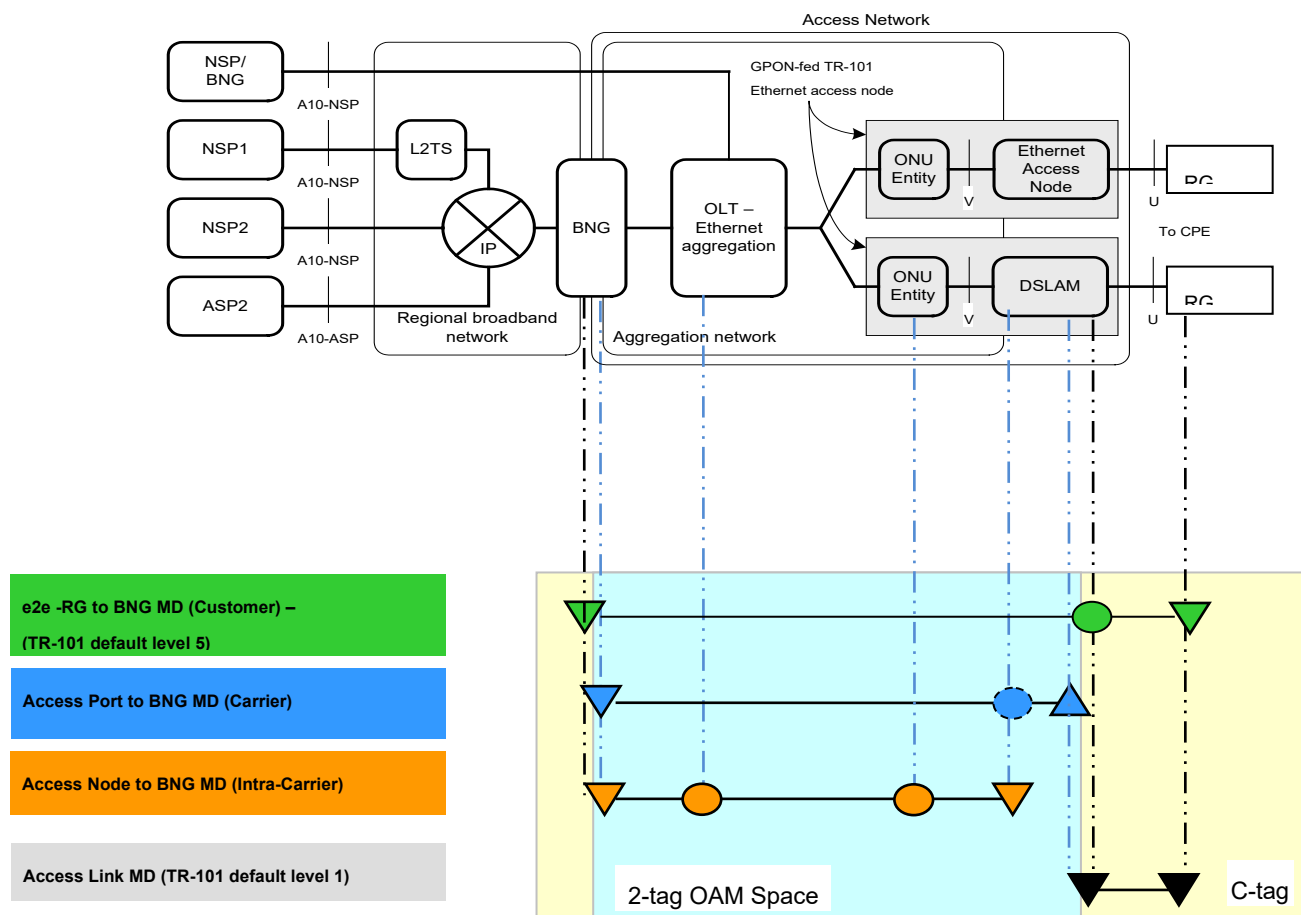 Access Network
NSP/
BNG
A10-NSP
GPON-fed TR-101
Ethernet access node
NSP1
A10-NSP
L2TS
NSP2
A10-NSP
IP
BNG
OLT –
Ethernet
aggregation
ONU
Entity
V
Ethernet
Access
Node
U
RG
To CPE
ASP2
A10-ASP
Regional broadband
network
Aggregation network
ONU
Entity
V
DSLAM
U
RG
e2e -RG to BNG MD (Customer) –
(TR-101 default level 5)
Access Port to BNG MD (Carrier)
Access Node to BNG MD (Intra-Carrier)
Access Link MD (TR-101 default level 1)
2-tag OAM Space
C-tag